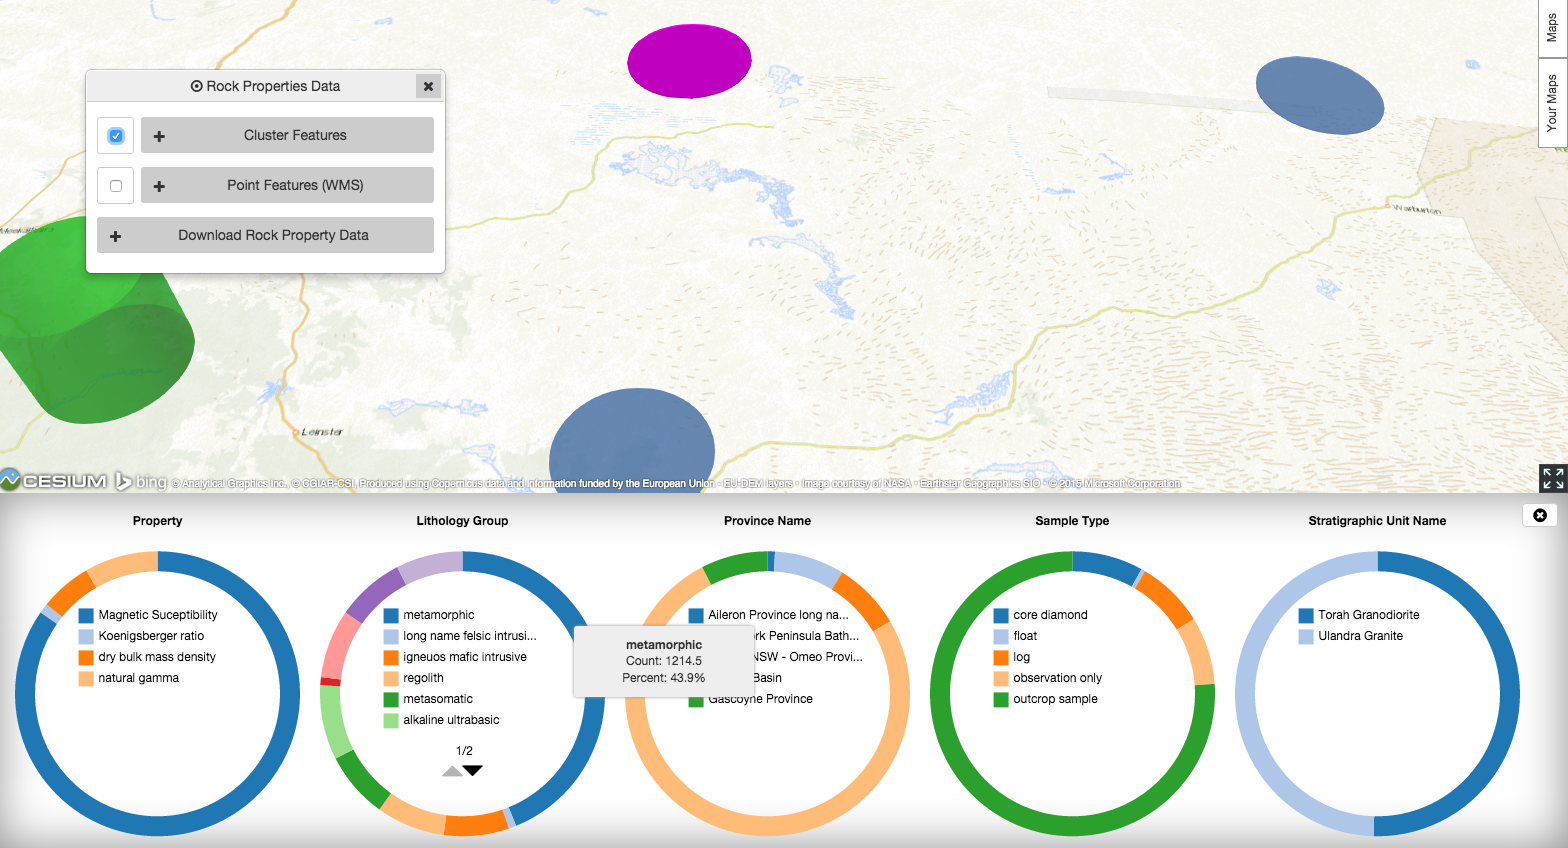 Maps
Your Maps
Rock Properties Data
Cluster Features
Point Features (WMS)
Download Rock Property Data
Warburton
Leinster
CESIUM bing © Analytical Graphics Inc., © CGIAR-CSI, Produced using Copernicus data and information funded by the European Union - EU-DEM layers • Image courtesy of NASA • Earthstar Geographics SIO • © 2015 Microsoft Corporation
Property
Magnetic Suceptibility
Koenigsberger ratio
dry bulk mass density
natural gamma
Lithology Group
metamorphic
long name felsic intrusi...
igneuos mafic intrusive
regolith
metasomatic
alkaline ultrabasic
1/2
metamorphic
Count: 1214.5
Percent: 43.9%
Province Name
Aileron Province long na...
Peninsula Bath...
NSW - Omeo Provi...
Basin
Gascoyne Province
Sample Type
core diamond
float
log
observation only
outcrop sample
Stratigraphic Unit Name
Torah Granodiorite
Ulandra Granite